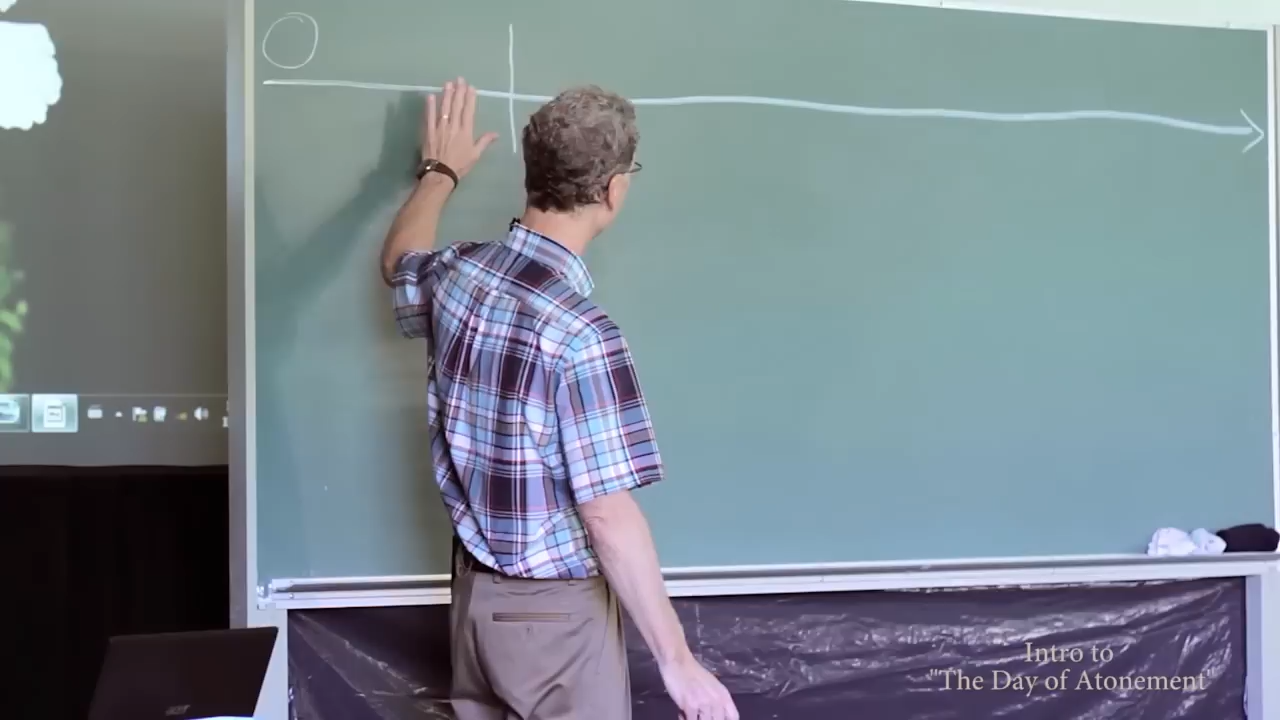 Intro to
"The Day of Atonement"